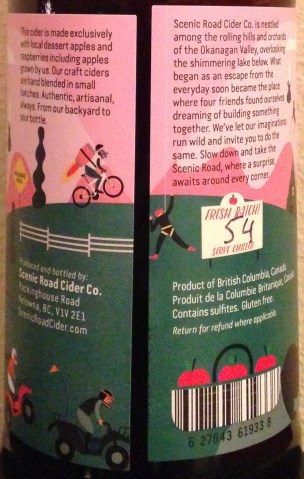 This cider is made exclusively
with local dessert apples and
raspberries including apples
grown by us. Our craft ciders
are hand blended in small
batches. Authentic, artisanal,
always. From our backyard to
your bottle.
Produced and bottled by:
Scenic Road Cider Co.
Packinghouse Road
Kelowna, BC, V1V 2E1
ScenicRoadCider.com
Scenic Road Cider Co. is nestled
among the rolling hills and orchards
of the Okanagan Valley, overlooking
the shimmering lake below. What
began as an escape from the
everyday soon became the place
where four friends found ourselves
dreaming of building something
together. We've let our imaginations
run wild and invite you to do the
same. Slow down and take the
Scenic Road, where a surprise
awaits around every corner.
FRESH BATCH!
54
SERVE CHILLED
Product of British Columbia, Canada
Produit de la Columbie Britanique, Canada
Contains sulfites. Gluten free.
Return for refund where applicable.
6 27843 61933 8